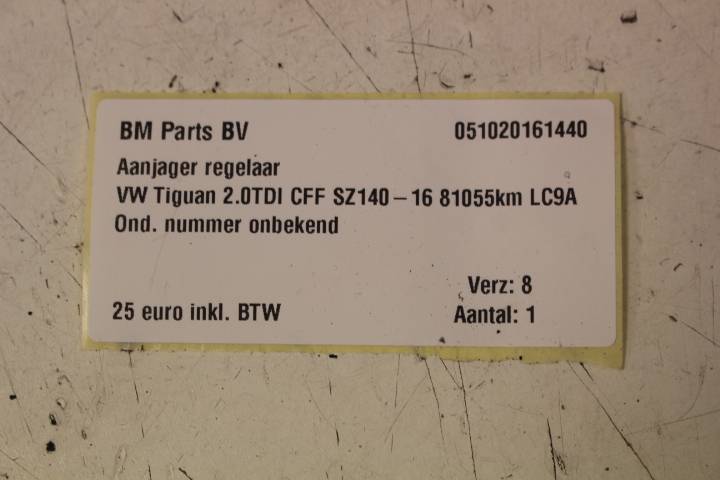 BM Parts BV 051020161440
Aanjager regelaar
VW Tiguan 2.0TDI CFF SZ140 – 16 81055km LC9A
Ond. nummer onbekend
Verz: 8
25 euro inkl. BTW Aantal: 1